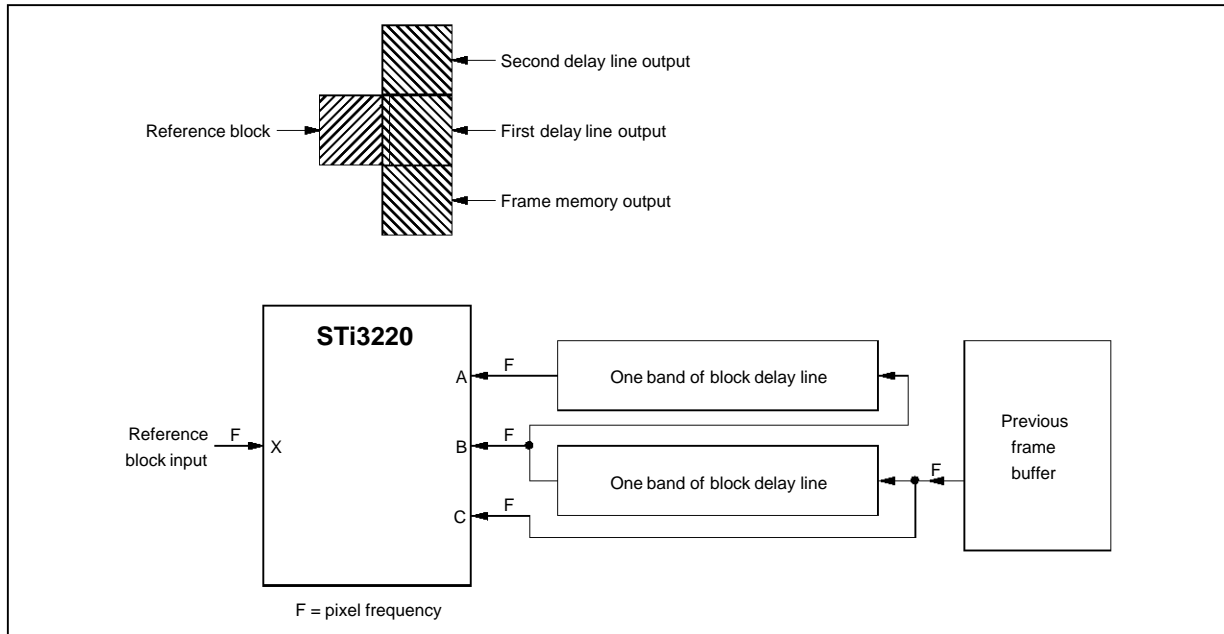 Second delay line output
Reference block
First delay line output
Frame memory output
STi3220
A
F
One band of block delay line
Reference
block input
F
X
B
F
One band of block delay line
F
Previous
frame
buffer
C
F
F = pixel frequency